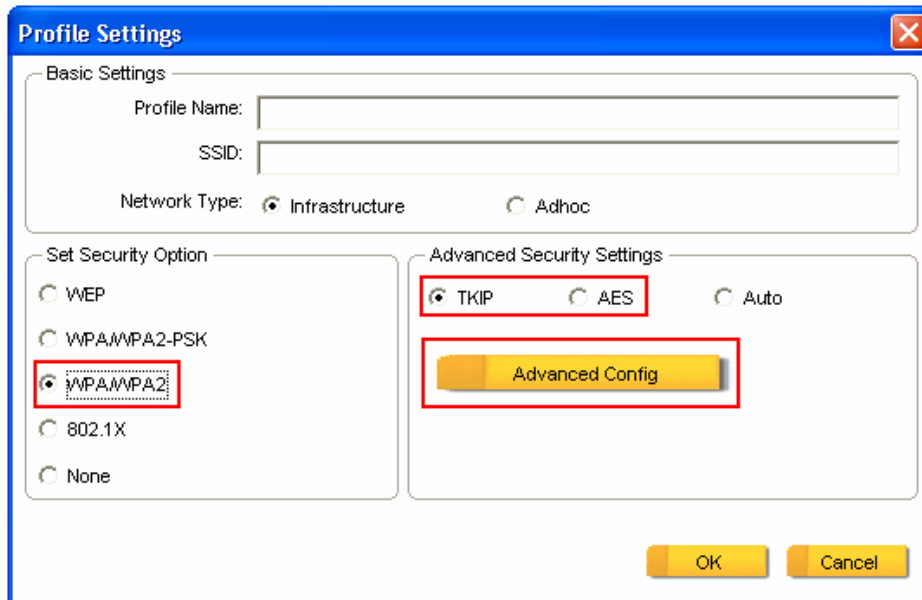 Profile Settings
Basic Settings
Profile Name:
SSID:
Network Type: Infrastructure Adhoc
Set Security Option
WEP
WPA/WPA2-PSK
WPA/WPA2
802.1X
None
Advanced Security Settings
TKIP AES Auto
Advanced Config
OK Cancel